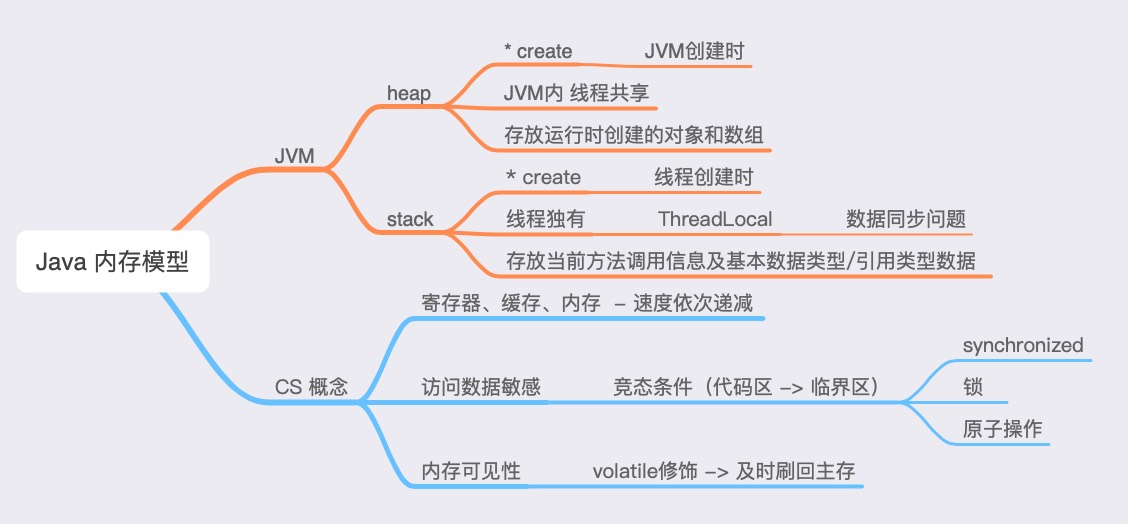 Java 内存模型
JVM
heap
* create
JVM创建时
JVM内 线程共享
存放运行时创建的对象和数组
stack
* create
线程创建时
线程独有
ThreadLocal
数据同步问题
存放当前方法调用信息及基本数据类型/引用类型数据
CS 概念
寄存器、缓存、内存 - 速度依次递减
访问数据敏感
竞态条件（代码区 -> 临界区）
synchronized
锁
原子操作
内存可见性
volatile修饰 -> 及时刷回主存